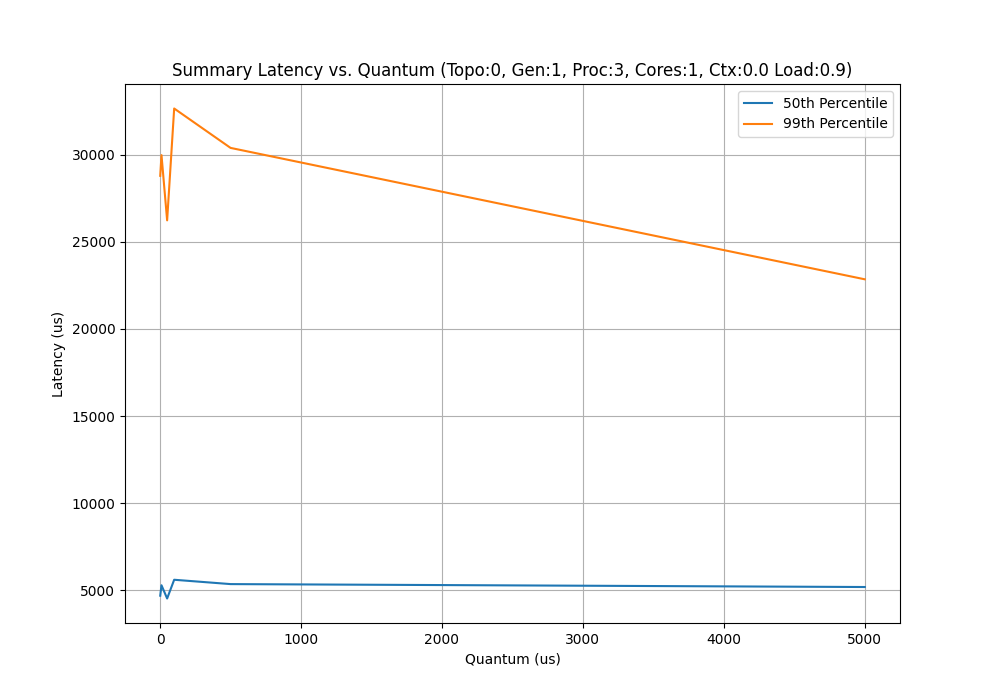 Summary Latency vs. Quantum (Topo:0, Gen:1, Proc:3, Cores:1, Ctx:0.0 Load:0.9)
50th Percentile
99th Percentile
30000
25000
20000
15000
10000
5000
Latency (us)
0 1000 2000 3000 4000 5000
Quantum (us)